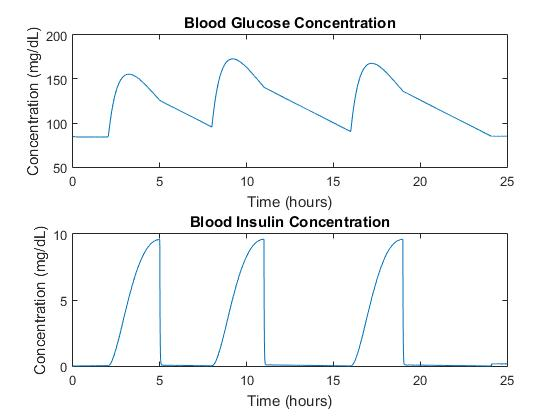 Blood Glucose Concentration
Concentration (mg/dL)
200
150
100
50
0 5 10 15 20 25
Time (hours)
Blood Insulin Concentration
Concentration (mg/dL)
10
5
0
0 5 10 15 20 25
Time (hours)